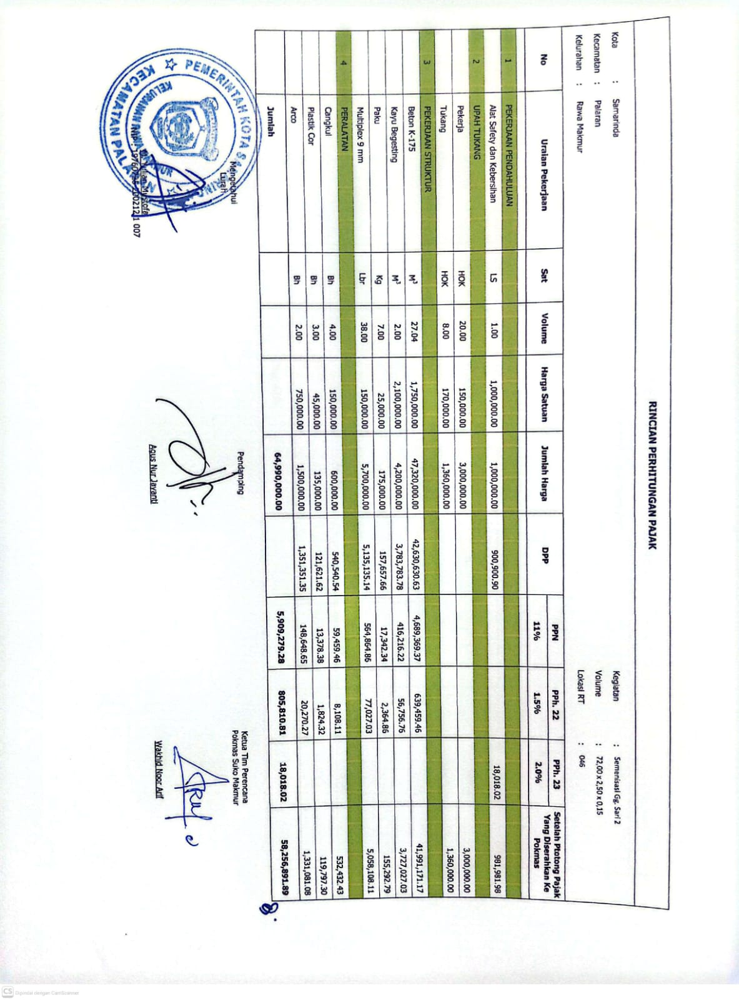 RINCIAN PERHITUNGAN PAJAK
Kota : Samarinda Kegiatan : Semenisasi Gg. Sari 2
Kecamatan : Palaran Volume : 72,00 x 2,50 x 0,15
Kelurahan : Rawa Makmur Lokasi RT : 046
No Uraian Pekerjaan Sat Volume Harga Satuan Jumlah Harga DPP PPN 11% PPh. 22 1.5% PPh. 23 2.0% Setelah Ptotong Pajak Yang Diserahkan Ke Pokmas
1 PEKERJAAN PENDAHULUAN
Alat Safety dan Kebersihan LS 1.00 1,000,000.00 1,000,000.00 900,900.90 18,018.02 981,981.98
2 UPAH TUKANG
Pekerja HOK 20.00 150,000.00 3,000,000.00 3,000,000.00
Tukang HOK 8.00 170,000.00 1,360,000.00 1,360,000.00
3 PEKERJAAN STRUKTUR
Beton K-175 M³ 27.04 1,750,000.00 47,320,000.00 42,630,630.63 4,689,369.37 639,459.46 41,991,171.17
Kayu Begesting M³ 2.00 2,100,000.00 4,200,000.00 3,783,783.78 416,216.22 56,756.76 3,727,027.03
Paku Kg 7.00 25,000.00 175,000.00 157,657.66 17,342.34 2,364.86 155,292.79
Multiplex 9 mm Lbr 38.00 150,000.00 5,700,000.00 5,135,135.14 564,864.86 77,027.03 5,058,108.11
4 PERALATAN
Cangkul Bh 4.00 150,000.00 600,000.00 540,540.54 59,459.46 8,108.11 532,432.43
Plastik Cor Bh 3.00 45,000.00 135,000.00 121,621.62 13,378.38 1,824.32 119,797.30
Arco Bh 2.00 750,000.00 1,500,000.00 1,351,351.35 148,648.65 20,270.27 1,331,081.08
Jumlah 64,990,000.00 5,909,279.28 805,810.81 18,018.02 58,256,891.89
Mengetahui
Lurah
Pendamping
Ketua Tim Perencana
Pokmas Suko Makmur
PEMERINTAH KOTA SAMARINDA
KECAMATAN PALARAN
Mustofa
007
Agus Nur Jayanti
Wakhid Noor Arif
CS Dipindai dengan CamScanner